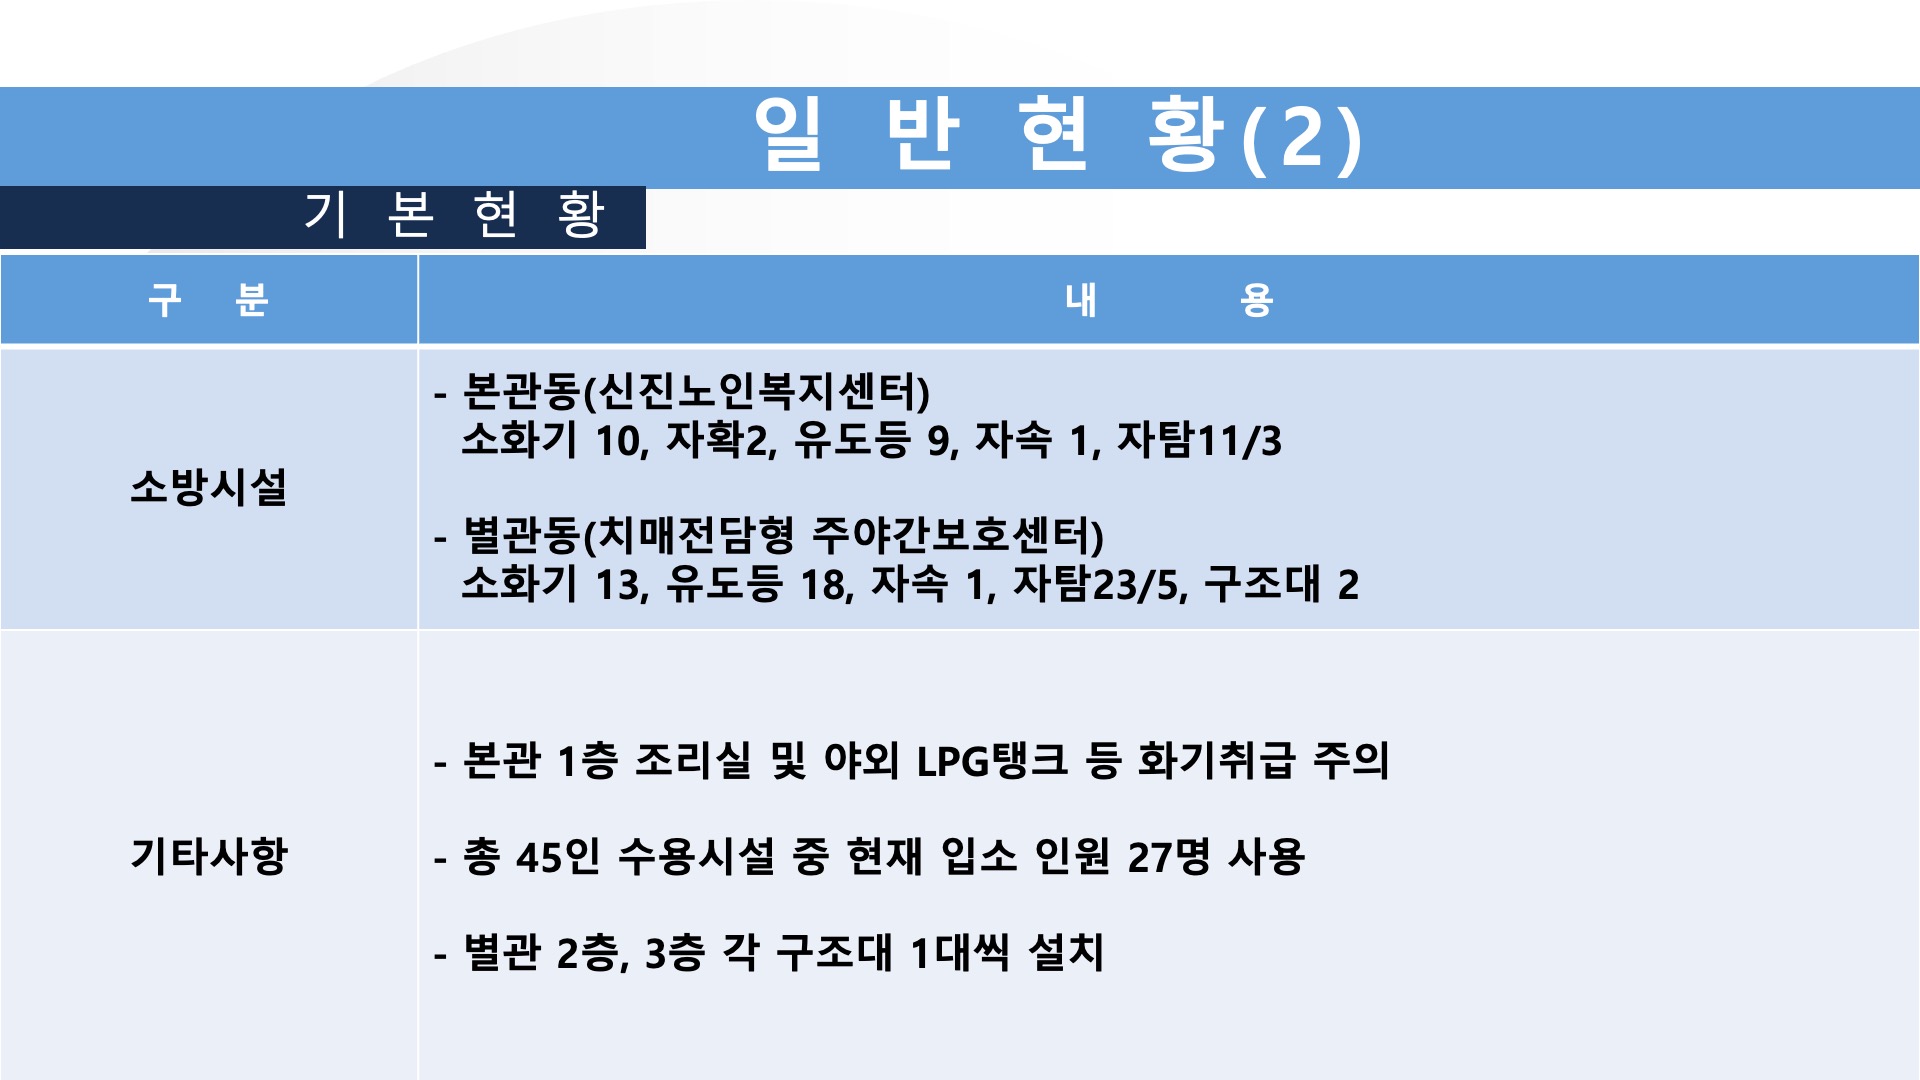 일 반 현 황(2)
기 본 현 황
구 분
내 용
소방시설
- 본관동(신진노인복지센터)
소화기 10, 자확2, 유도등 9, 자속 1, 자탐11/3
- 별관동(치매전담형 주야간보호센터)
소화기 13, 유도등 18, 자속 1, 자탐23/5, 구조대 2
기타사항
- 본관 1층 조리실 및 야외 LPG탱크 등 화기취급 주의
- 총 45인 수용시설 중 현재 입소 인원 27명 사용
- 별관 2층, 3층 각 구조대 1대씩 설치